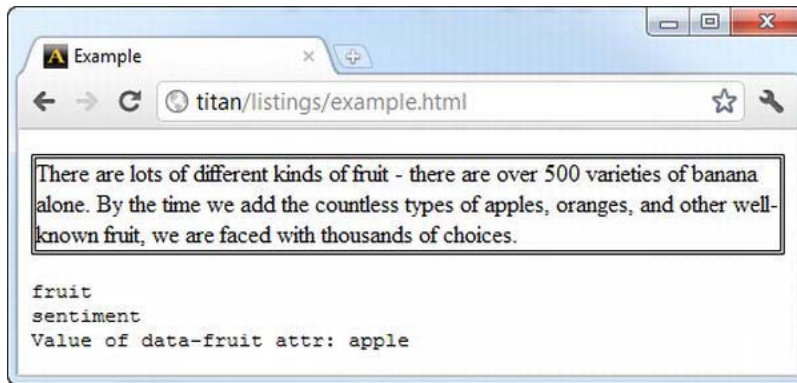 Example
titan/listings/example.html
There are lots of different kinds of fruit - there are over 500 varieties of banana
alone. By the time we add the countless types of apples, oranges, and other well-
known fruit, we are faced with thousands of choices.
fruit
sentiment
Value of data-fruit attr: apple